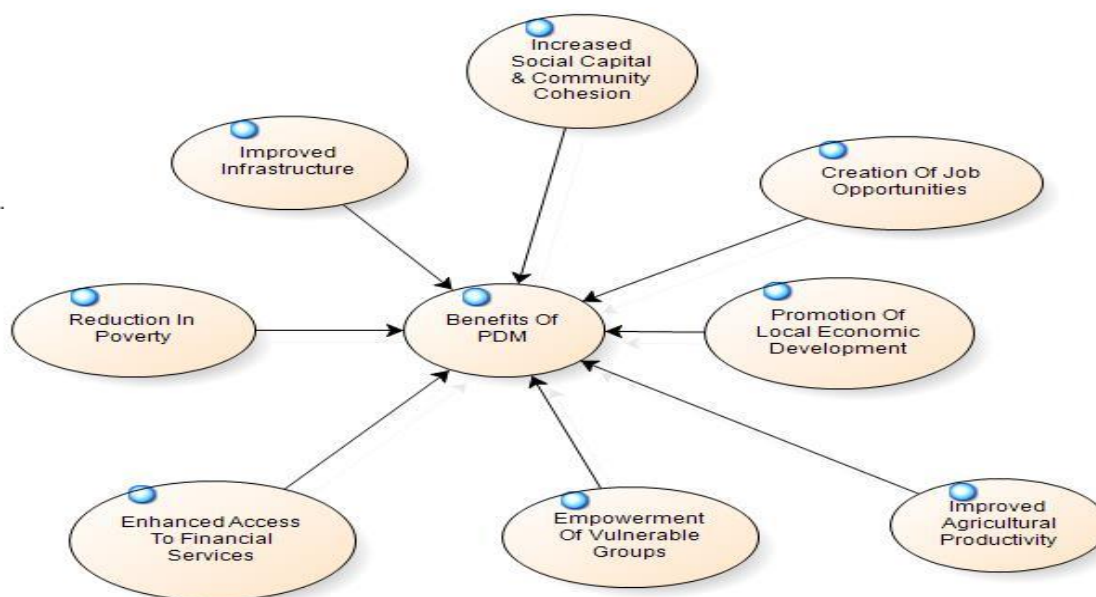 Increased
Social Capital
& Community
Cohesion
Improved
Infrastructure
Creation Of Job
Opportunities
Reduction In
Poverty
Benefits Of
PDM
Promotion Of
Local Economic
Development
Enhanced Access
To Financial
Services
Empowerment
Of Vulnerable
Groups
Improved
Agricultural
Productivity